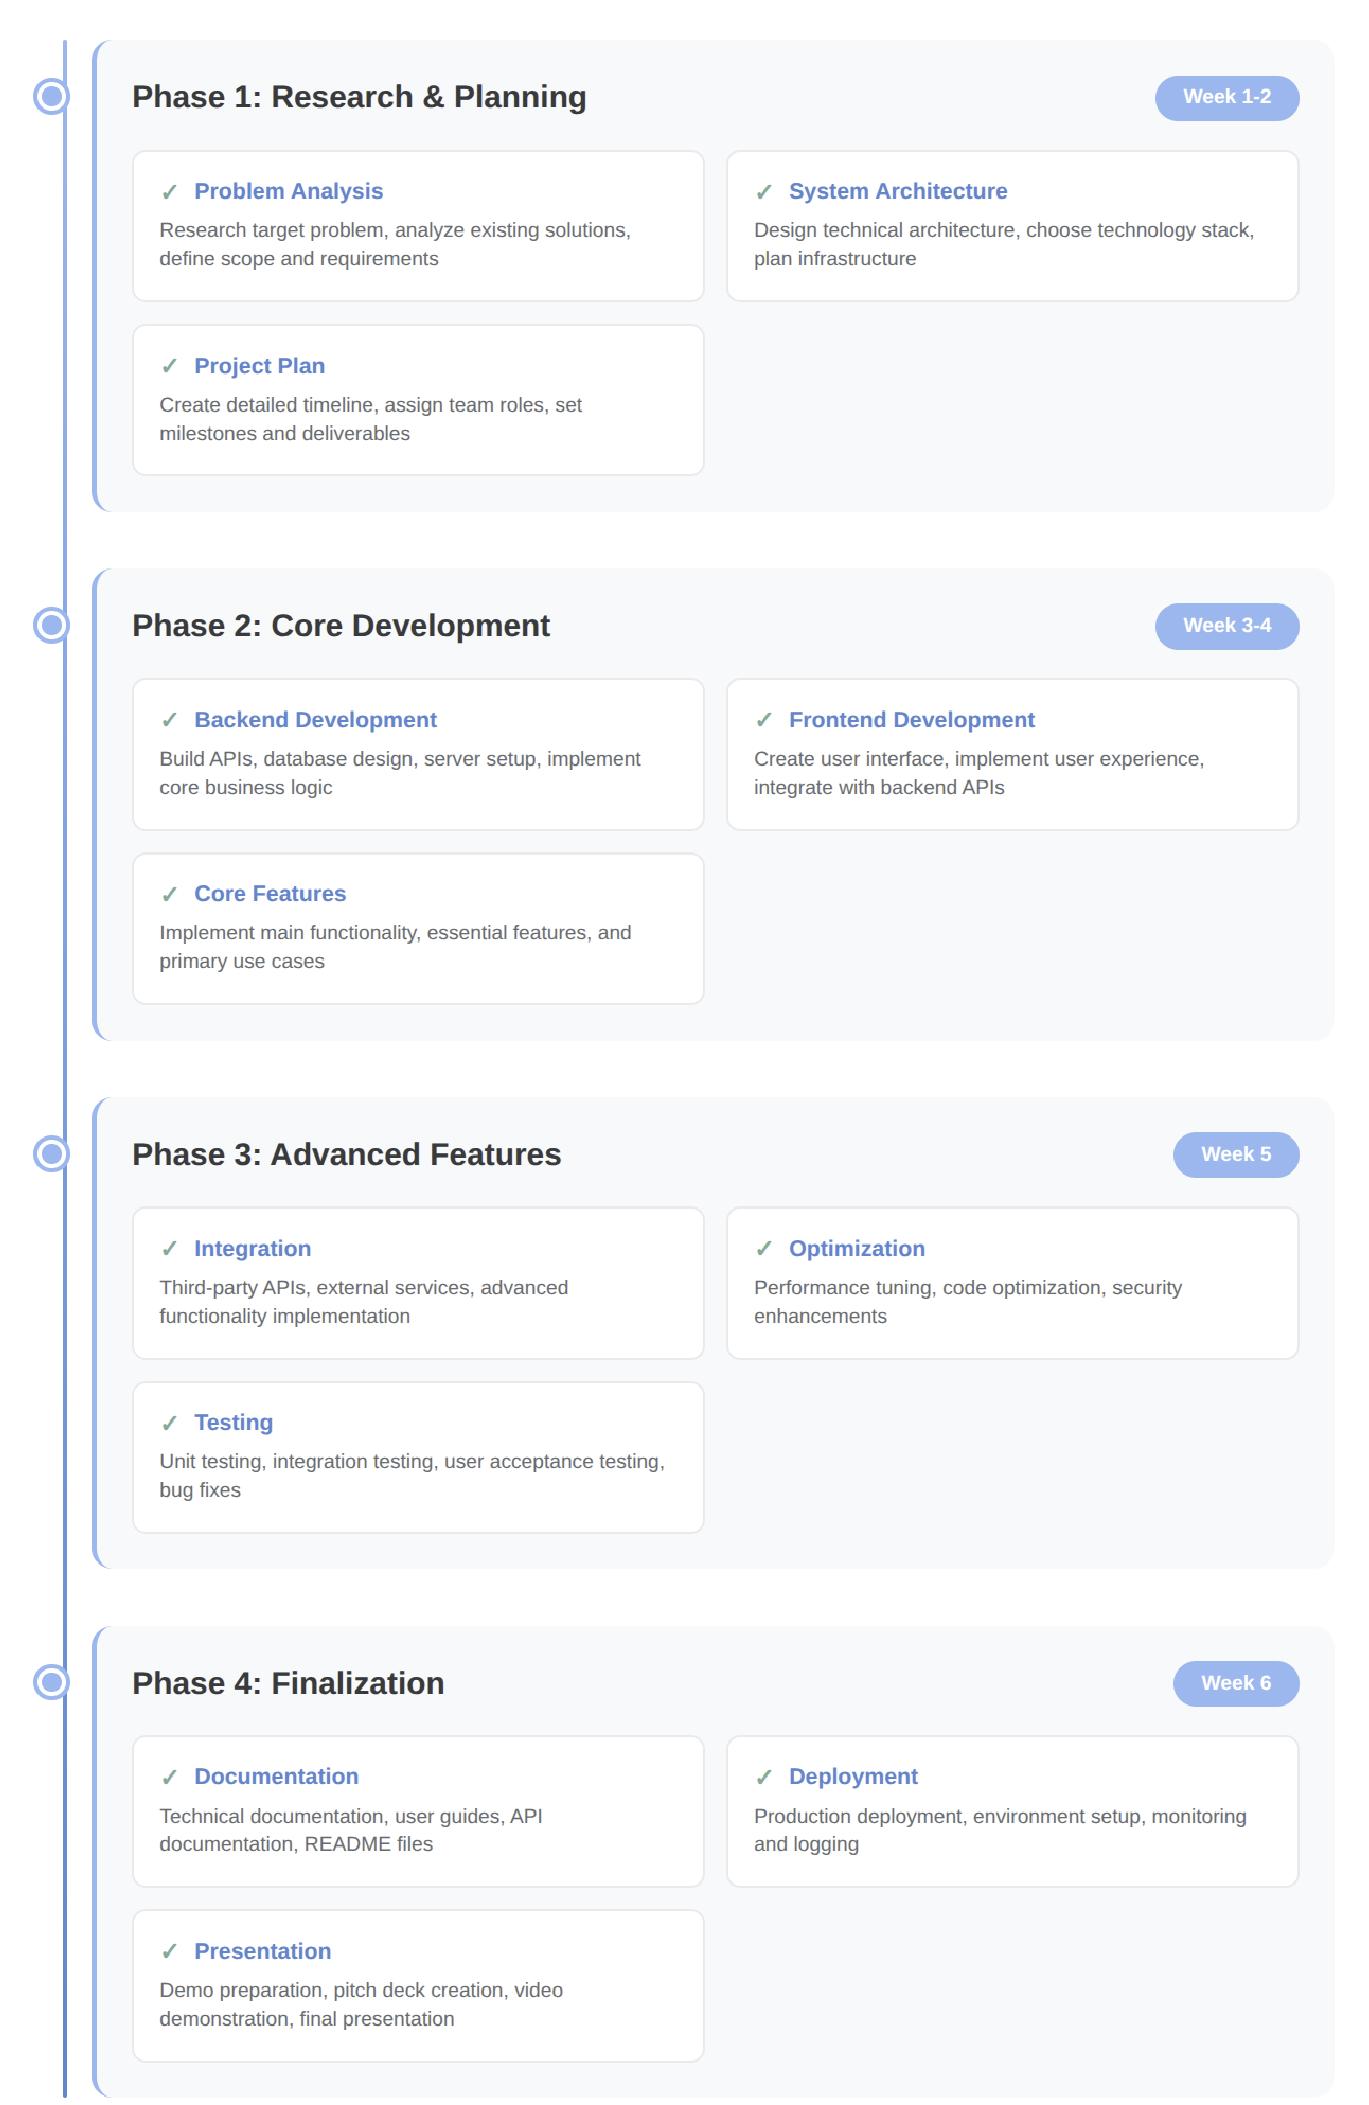 Phase 1: Research & Planning
Week 1-2
✓ Problem Analysis
Research target problem, analyze existing solutions,
define scope and requirements
✓ System Architecture
Design technical architecture, choose technology stack,
plan infrastructure
✓ Project Plan
Create detailed timeline, assign team roles, set
milestones and deliverables
Phase 2: Core Development
Week 3-4
✓ Backend Development
Build APIs, database design, server setup, implement
core business logic
✓ Frontend Development
Create user interface, implement user experience,
integrate with backend APIs
✓ Core Features
Implement main functionality, essential features, and
primary use cases
Phase 3: Advanced Features
Week 5
✓ Integration
Third-party APIs, external services, advanced
functionality implementation
✓ Optimization
Performance tuning, code optimization, security
enhancements
✓ Testing
Unit testing, integration testing, user acceptance testing,
bug fixes
Phase 4: Finalization
Week 6
✓ Documentation
Technical documentation, user guides, API
documentation, README files
✓ Deployment
Production deployment, environment setup, monitoring
and logging
✓ Presentation
Demo preparation, pitch deck creation, video
demonstration, final presentation